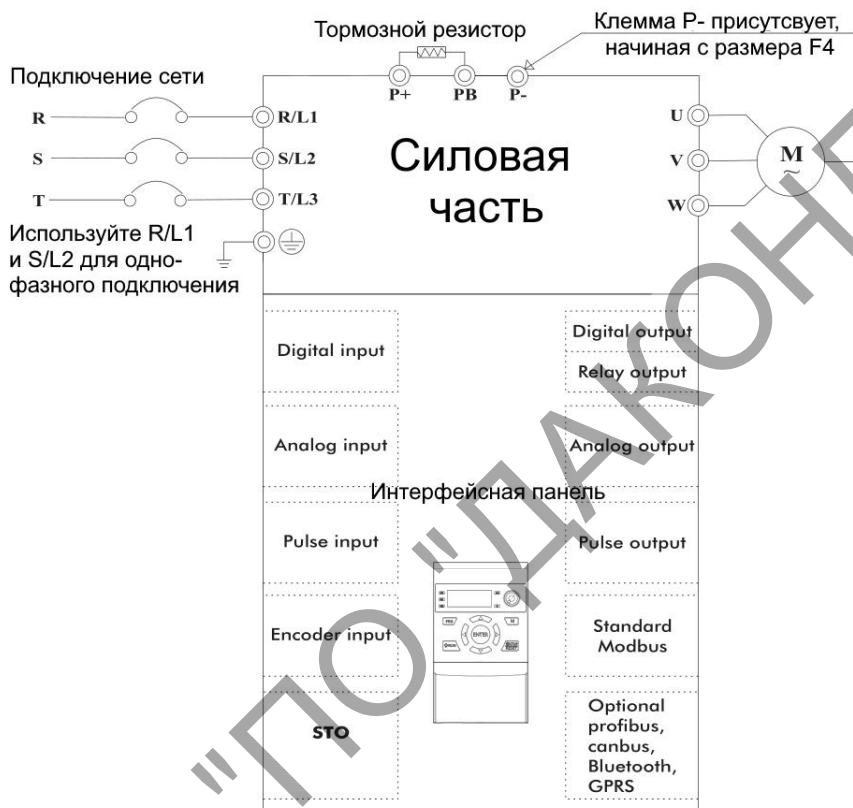 Тормозной резистор
Клемма P- присутсвует,
начиная с размера F4
Подключение сети
P+
PB
P-
R
R/L1
U
S
S/L2
V
M
~
T
T/L3
W
Силовая
часть
Используйте R/L1
и S/L2 для одно-
фазного подключения
Digital input
Digital output
Relay output
Analog input
Analog output
Интерфейсная панель
Pulse input
Pulse output
ENTER
Encoder input
Standard
Modbus
STO
Optional
profibus,
canbus,
Bluetooth,
GPRS
"ПО "ДАКОН